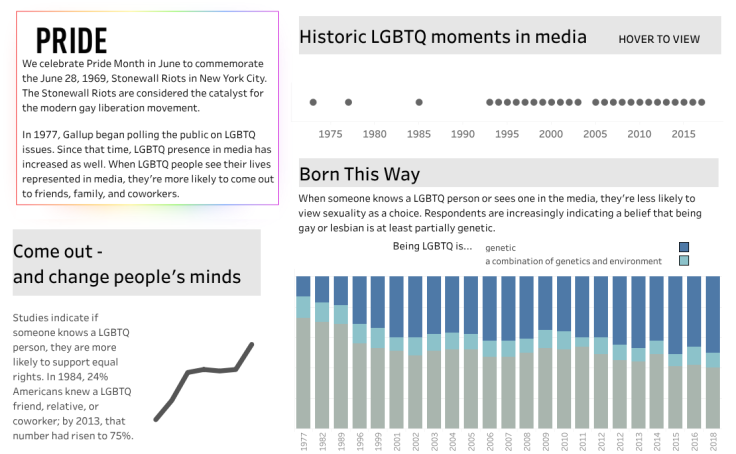 PRIDE
We celebrate Pride Month in June to commemorate
the June 28, 1969, Stonewall Riots in New York City.
The Stonewall Riots are considered the catalyst for
the modern gay liberation movement.
In 1977, Gallup began polling the public on LGBTQ
issues. Since that time, LGBTQ presence in media has
increased as well. When LGBTQ people see their lives
represented in media, they're more likely to come out
to friends, family, and coworkers.
Come out -
and change people's minds
Studies indicate if
someone knows a LGBTQ
person, they are more
likely to support equal
rights. In 1984, 24%
Americans knew a LGBTQ
friend, relative, or
coworker; by 2013, that
number had risen to 75%.
Historic LGBTQ moments in media HOVER TO VIEW
1975 1980 1985 1990 1995 2000 2005 2010 2015
Born This Way
When someone knows a LGBTQ person or sees one in the media, they're less likely to
view sexuality as a choice. Respondents are increasingly indicating a belief that being
gay or lesbian is at least partially genetic.
Being LGBTQ is... genetic
a combination of genetics and environment
1977 1982 1989 1996 1999 2001 2002 2003 2004 2005 2006 2007 2008 2009 2010 2011 2012 2013 2014 2015 2016 2018